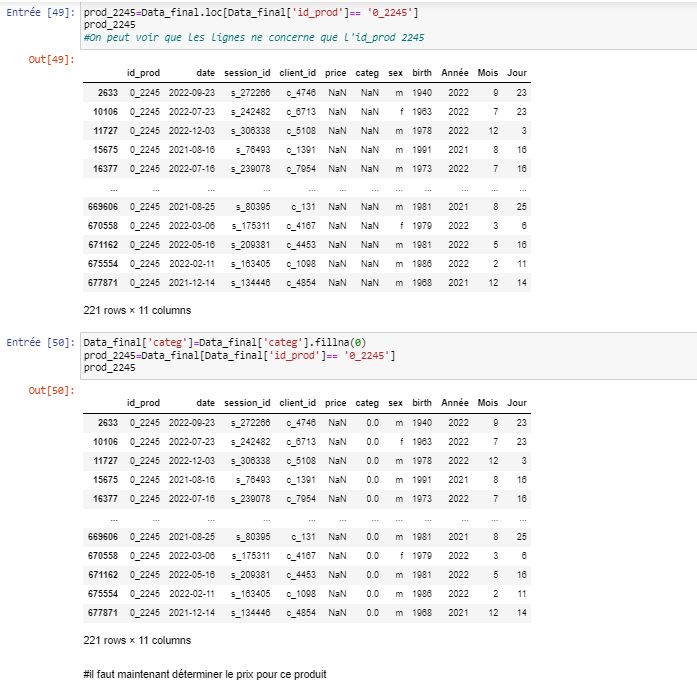 Entrée [49]: prod_2245=Data_final.loc[Data_final['id_prod']== '0_2245']
prod_2245
#On peut voir que les lignes ne concerne que l'id_prod 2245
Out[49]:
id_prod date session_id client_id price categ sex birth Année Mois Jour
2633 0_2245 2022-09-23 s_272266 c_4746 NaN NaN m 1940 2022 9 23
10106 0_2245 2022-07-23 s_242482 c_6713 NaN NaN f 1963 2022 7 23
11727 0_2245 2022-12-03 s_306338 c_5108 NaN NaN m 1978 2022 12 3
15675 0_2245 2021-08-16 s_76493 c_1391 NaN NaN m 1991 2021 8 16
16377 0_2245 2022-07-16 s_239078 c_7954 NaN NaN m 1973 2022 7 16
... ... ... ... ... ... ... ... ... ... ... ...
669606 0_2245 2021-08-25 s_80395 c_131 NaN NaN m 1981 2021 8 25
670558 0_2245 2022-03-06 s_175311 c_4167 NaN NaN f 1979 2022 3 6
671162 0_2245 2022-05-16 s_209381 c_4453 NaN NaN m 1981 2022 5 16
675554 0_2245 2022-02-11 s_163405 c_1098 NaN NaN m 1986 2022 2 11
677871 0_2245 2021-12-14 s_134446 c_4854 NaN NaN m 1968 2021 12 14
221 rows × 11 columns
Entrée [50]: Data_final['categ']=Data_final['categ'].fillna(0)
prod_2245=Data_final[Data_final['id_prod']== '0_2245']
prod_2245
Out[50]:
id_prod date session_id client_id price categ sex birth Année Mois Jour
2633 0_2245 2022-09-23 s_272266 c_4746 NaN 0.0 m 1940 2022 9 23
10106 0_2245 2022-07-23 s_242482 c_6713 NaN 0.0 f 1963 2022 7 23
11727 0_2245 2022-12-03 s_306338 c_5108 NaN 0.0 m 1978 2022 12 3
15675 0_2245 2021-08-16 s_76493 c_1391 NaN 0.0 m 1991 2021 8 16
16377 0_2245 2022-07-16 s_239078 c_7954 NaN 0.0 m 1973 2022 7 16
... ... ... ... ... ... ... ... ... ... ... ...
669606 0_2245 2021-08-25 s_80395 c_131 NaN 0.0 m 1981 2021 8 25
670558 0_2245 2022-03-06 s_175311 c_4167 NaN 0.0 f 1979 2022 3 6
671162 0_2245 2022-05-16 s_209381 c_4453 NaN 0.0 m 1981 2022 5 16
675554 0_2245 2022-02-11 s_163405 c_1098 NaN 0.0 m 1986 2022 2 11
677871 0_2245 2021-12-14 s_134446 c_4854 NaN 0.0 m 1968 2021 12 14
221 rows × 11 columns
#il faut maintenant déterminer le prix pour ce produit